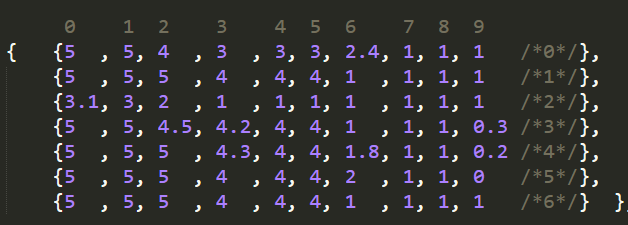 0 1 2 3 4 5 6 7 8 9
{ {5 , 5, 4 , 3 , 3, 3, 2.4, 1, 1, 1 /*0*/},
{5 , 5, 5 , 4 , 4, 4, 1 , 1, 1, 1 /*1*/},
{3.1, 3, 2 , 1 , 1, 1, 1 , 1, 1, 1 /*2*/},
{5 , 5, 4.5, 4.2, 4, 4, 1 , 1, 1, 0.3 /*3*/},
{5 , 5, 5 , 4.3, 4, 4, 1.8, 1, 1, 0.2 /*4*/},
{5 , 5, 5 , 4 , 4, 4, 2 , 1, 1, 0 /*5*/},
{5 , 5, 5 , 4 , 4, 4, 1 , 1, 1, 1 /*6*/} },